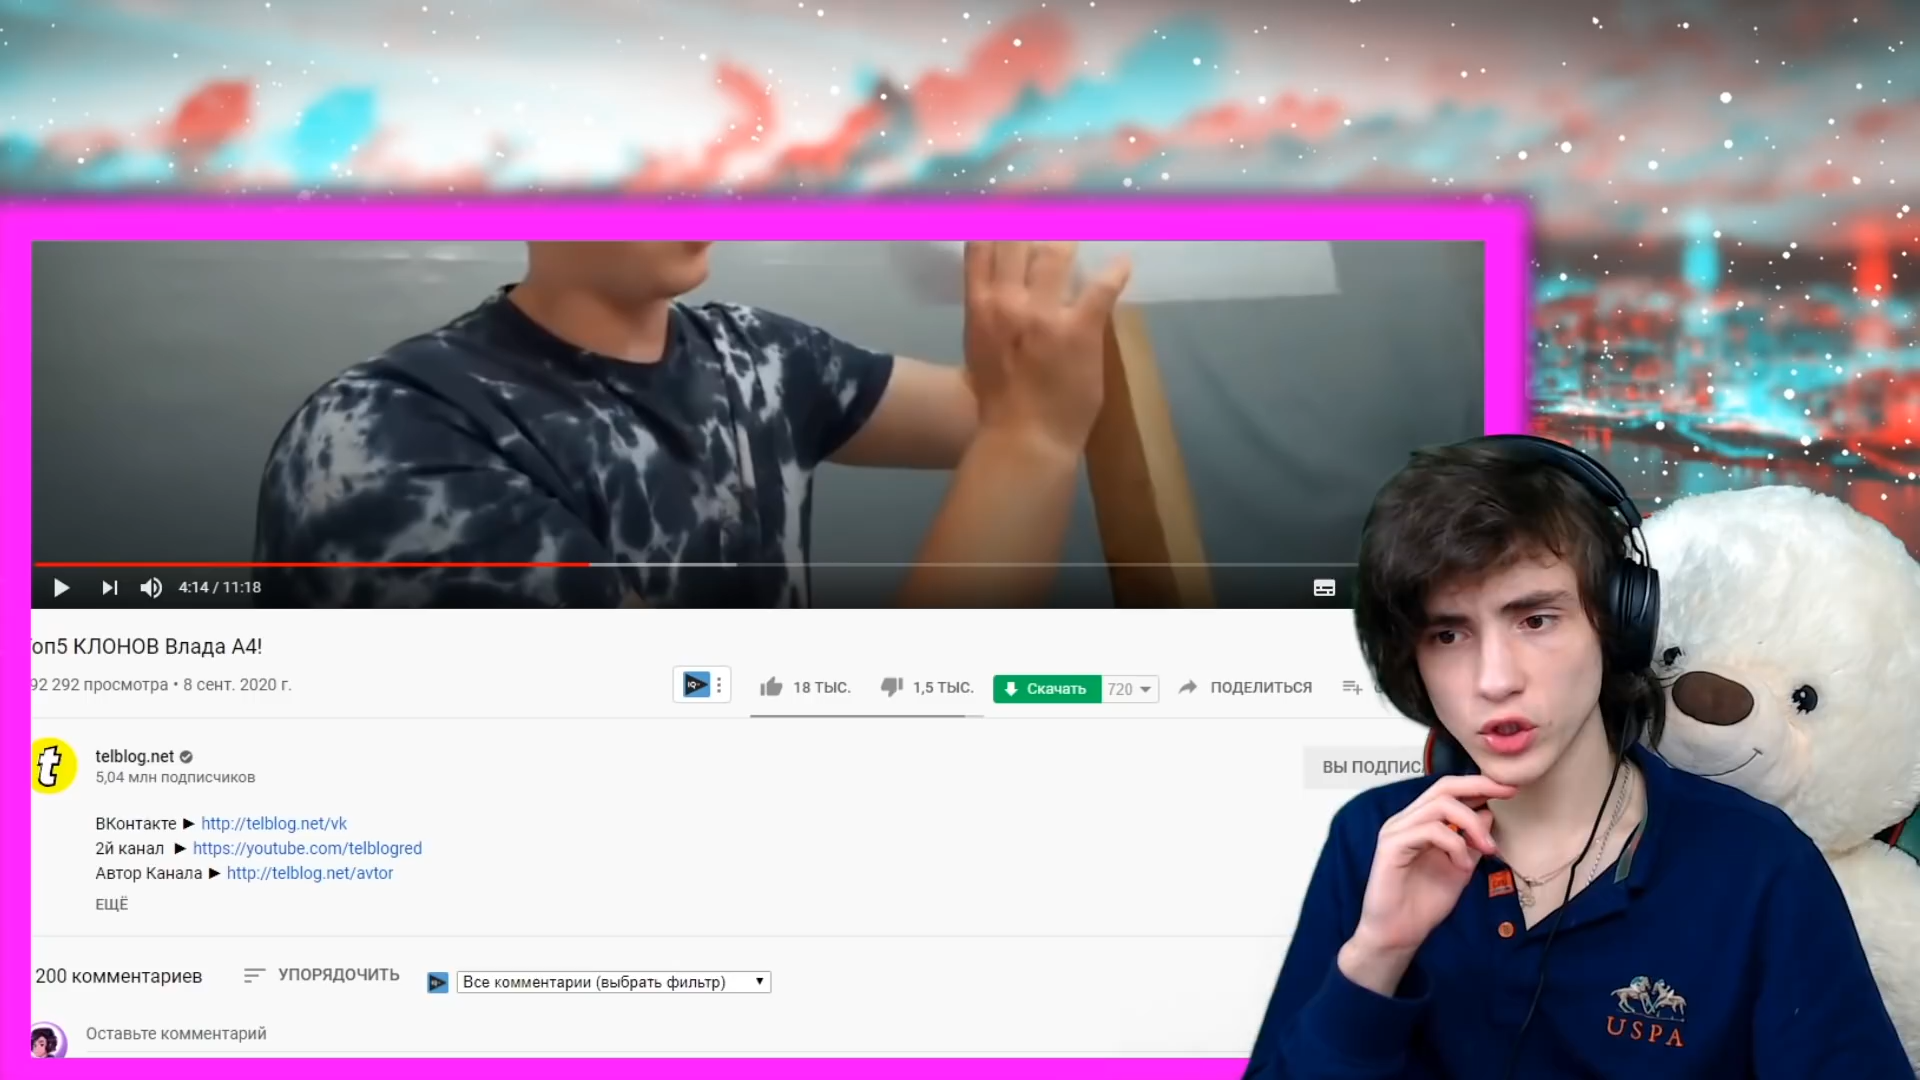 4:14 / 11:18
оп5 КЛОНОВ Влада А4!
92 292 просмотра • 8 сент. 2020 г.
18 ТЫС.
1,5 ТЫС.
Скачать
720
ПОДЕЛИТЬСЯ
telblog.net
5,04 млн подписчиков
ВЫ ПОДПИС
ВКонтакте ► http://telblog.net/vk
2й канал ► https://youtube.com/telblogred
Автор Канала ► http://telblog.net/avtor
ЕЩЁ
200 комментариев
УПОРЯДОЧИТЬ
Все комментарии (выбрать фильтр)
Оставьте комментарий
USPA